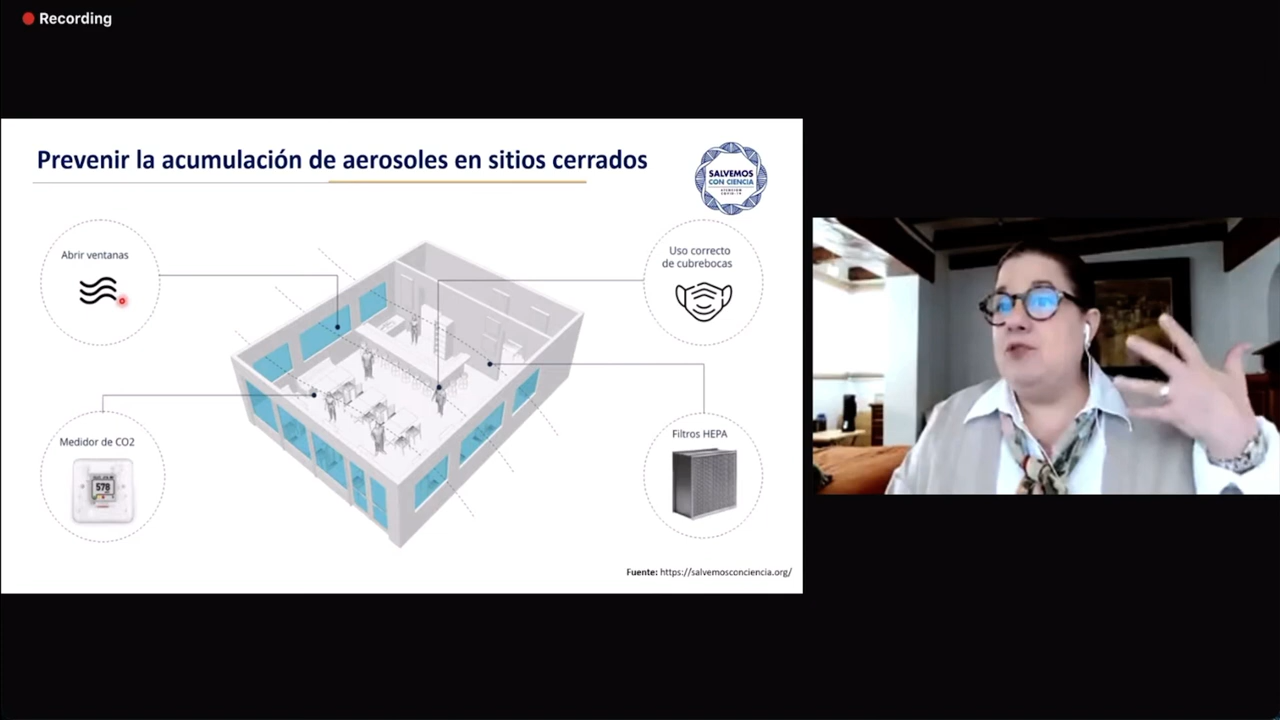 Recording
Prevenir la acumulación de aerosoles en sitios cerrados
SALVEMOS
CON CIENCIA
Abrir ventanas
Uso correcto
de cubrebocas
Medidor de CO2
578
Filtros HEPA
Fuente: https://salvemosconciencia.org/